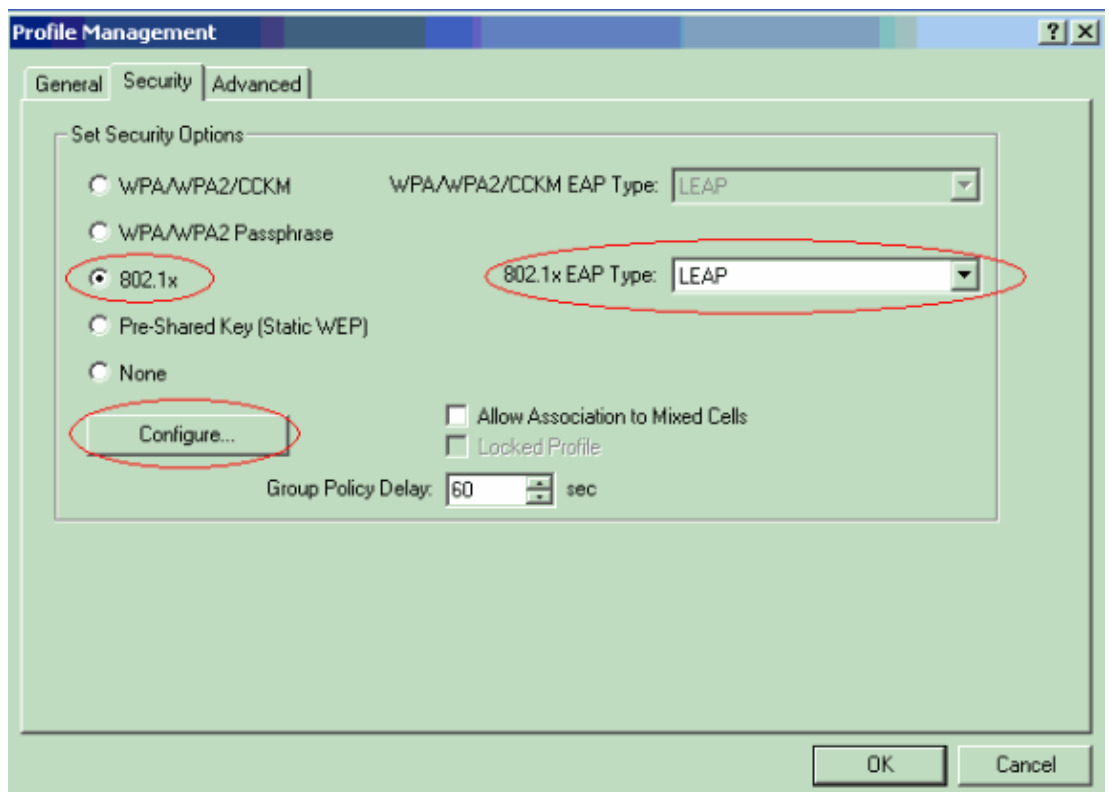 Profile Management
General Security Advanced
Set Security Options
WPA/WPA2/CCKM WPA/WPA2/CCKM EAP Type: LEAP
WPA/WPA2 Passphrase
802.1x 802.1x EAP Type: LEAP
Pre-Shared Key (Static WEP)
None
Configure... Allow Association to Mixed Cells
Locked Profile
Group Policy Delay: 60 sec
OK Cancel